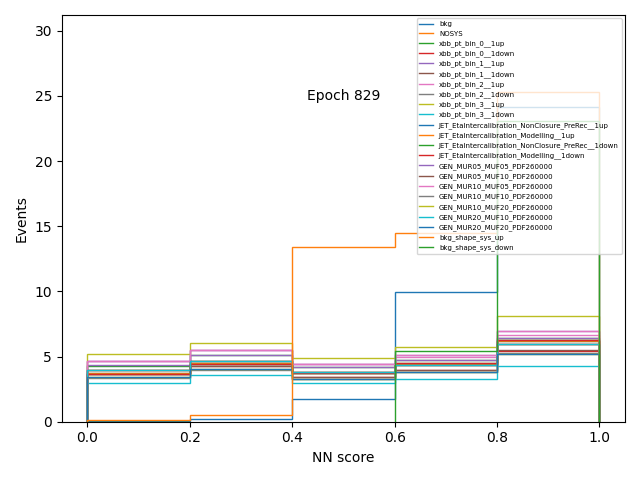 Epoch 829
bkg
NOSYS
xbb_pt_bin_0__1up
xbb_pt_bin_0__1down
xbb_pt_bin_1__1up
xbb_pt_bin_1__1down
xbb_pt_bin_2__1up
xbb_pt_bin_2__1down
xbb_pt_bin_3__1up
xbb_pt_bin_3__1down
JET_EtaIntercalibration_NonClosure_PreRec__1up
JET_EtaIntercalibration_Modelling__1up
JET_EtaIntercalibration_NonClosure_PreRec__1down
JET_EtaIntercalibration_Modelling__1down
GEN_MUR05_MUF05_PDF260000
GEN_MUR05_MUF10_PDF260000
GEN_MUR10_MUF05_PDF260000
GEN_MUR10_MUF10_PDF260000
GEN_MUR10_MUF20_PDF260000
GEN_MUR20_MUF10_PDF260000
GEN_MUR20_MUF20_PDF260000
bkg_shape_sys_up
bkg_shape_sys_down
Events
30
25
20
15
10
5
0
0.0 0.2 0.4 0.6 0.8 1.0
NN score